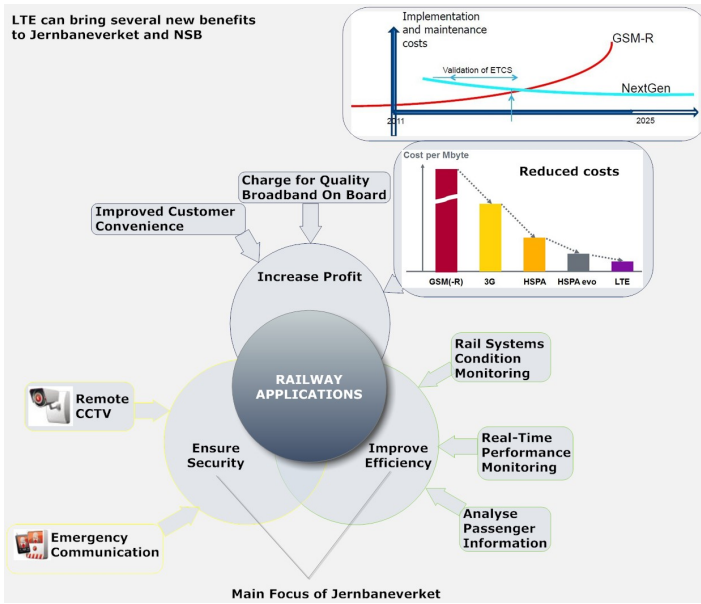 LTE can bring several new benefits
to Jernbaneverket and NSB
Implementation
and maintenance
costs
GSM-R
Validation of ETCS
NextGen
2011
2025
Cost per Mbyte
Reduced costs
GSM(-R)
3G
HSPA
HSPA evo
LTE
Charge for Quality
Broadband On Board
Improved Customer
Convenience
Increase Profit
RAILWAY
APPLICATIONS
Rail Systems
Condition
Monitoring
Remote
CCTV
Ensure
Security
Improve
Efficiency
Real-Time
Performance
Monitoring
Emergency
Communication
Analyse
Passenger
Information
Main Focus of Jernbaneverket